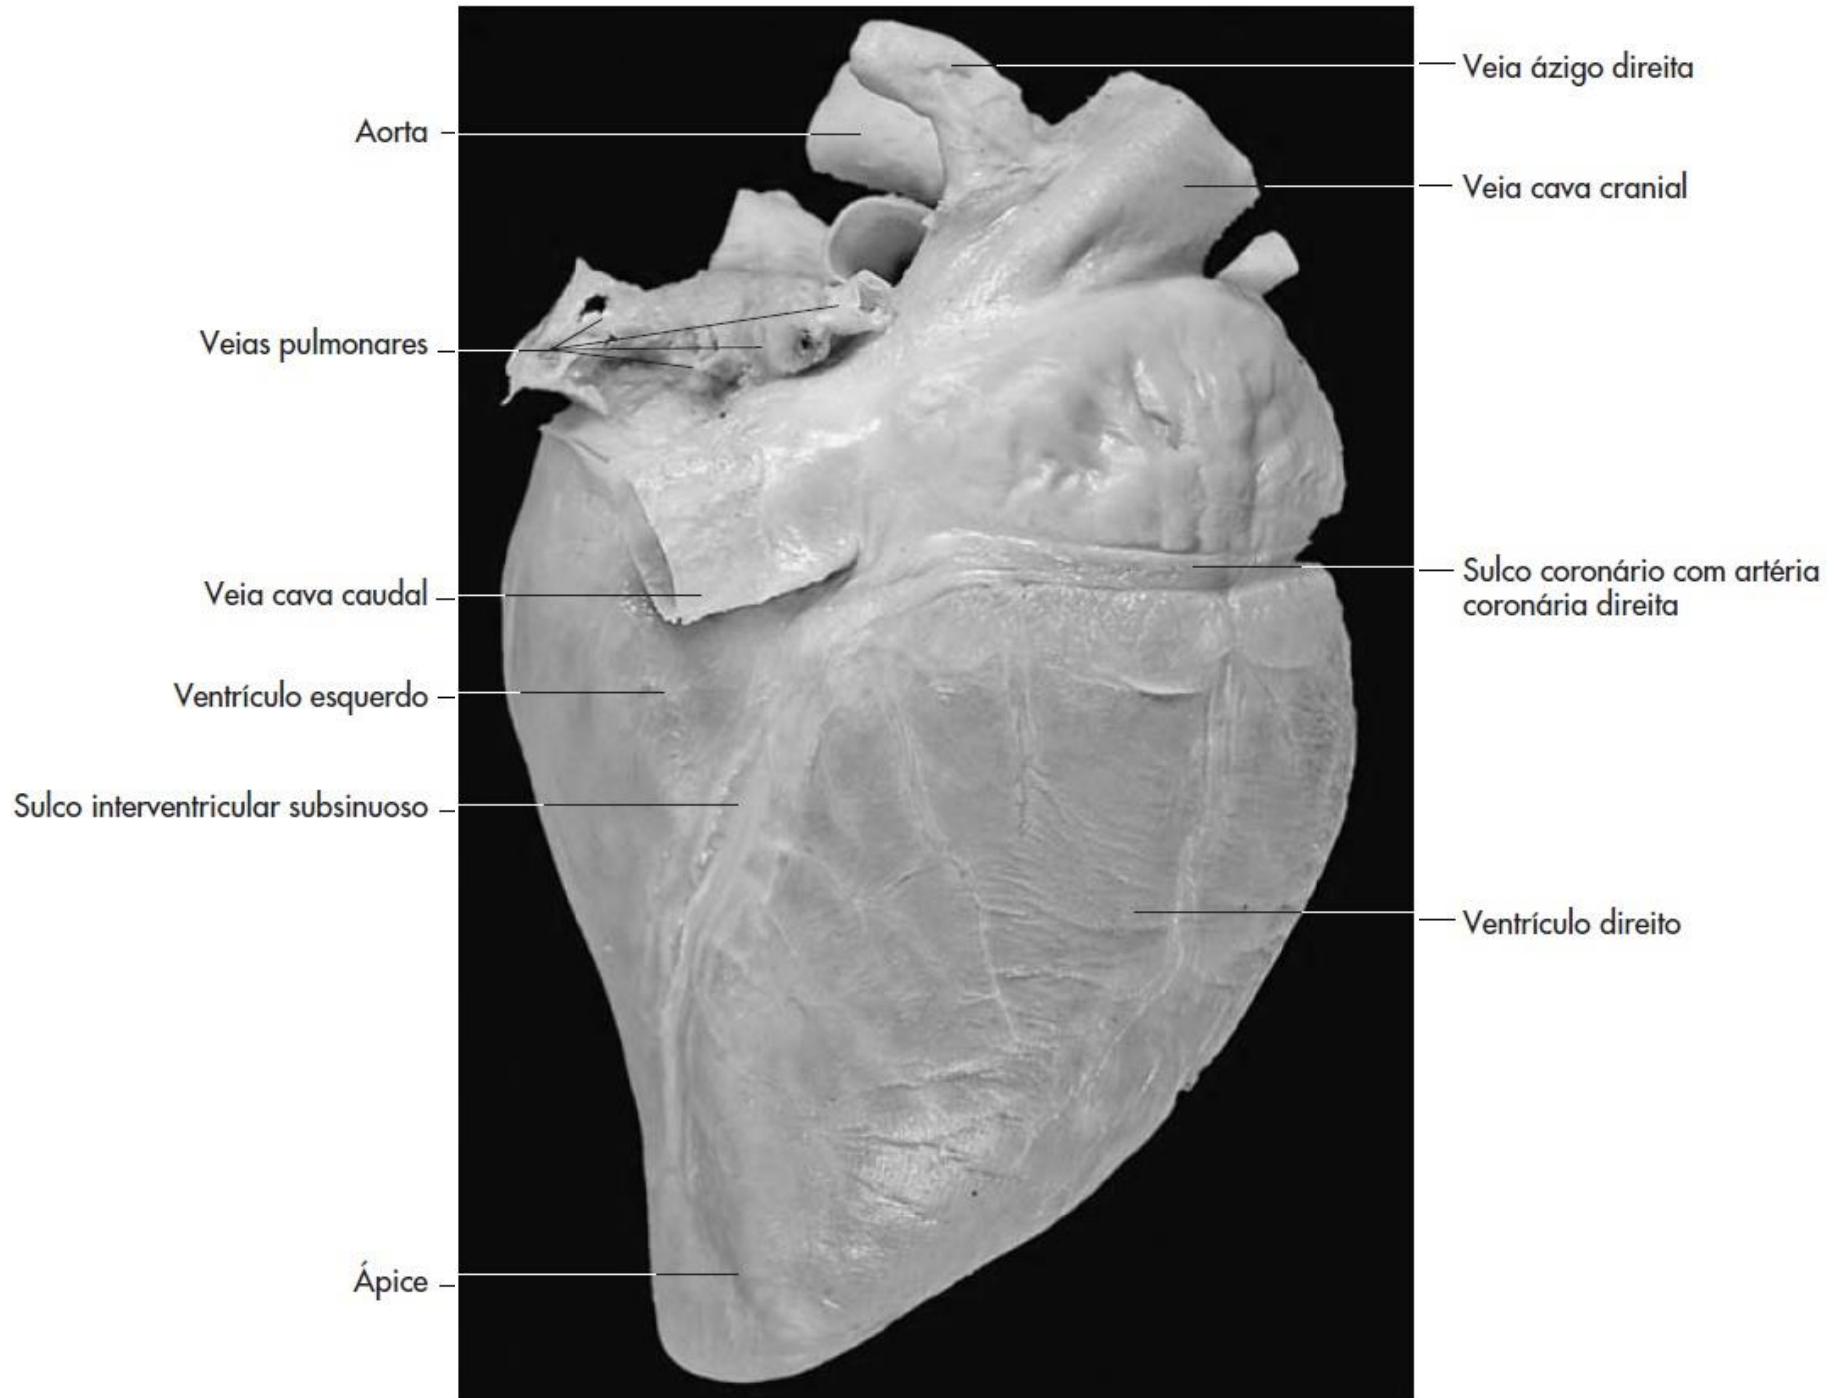 Veia ázigo direita
Aorta
Veia cava cranial
Veias pulmonares
Sulco coronário com artéria
coronária direita
Veia cava caudal
Ventrículo esquerdo
Sulco interventricular subsinuoso
Ventrículo direito
Ápice